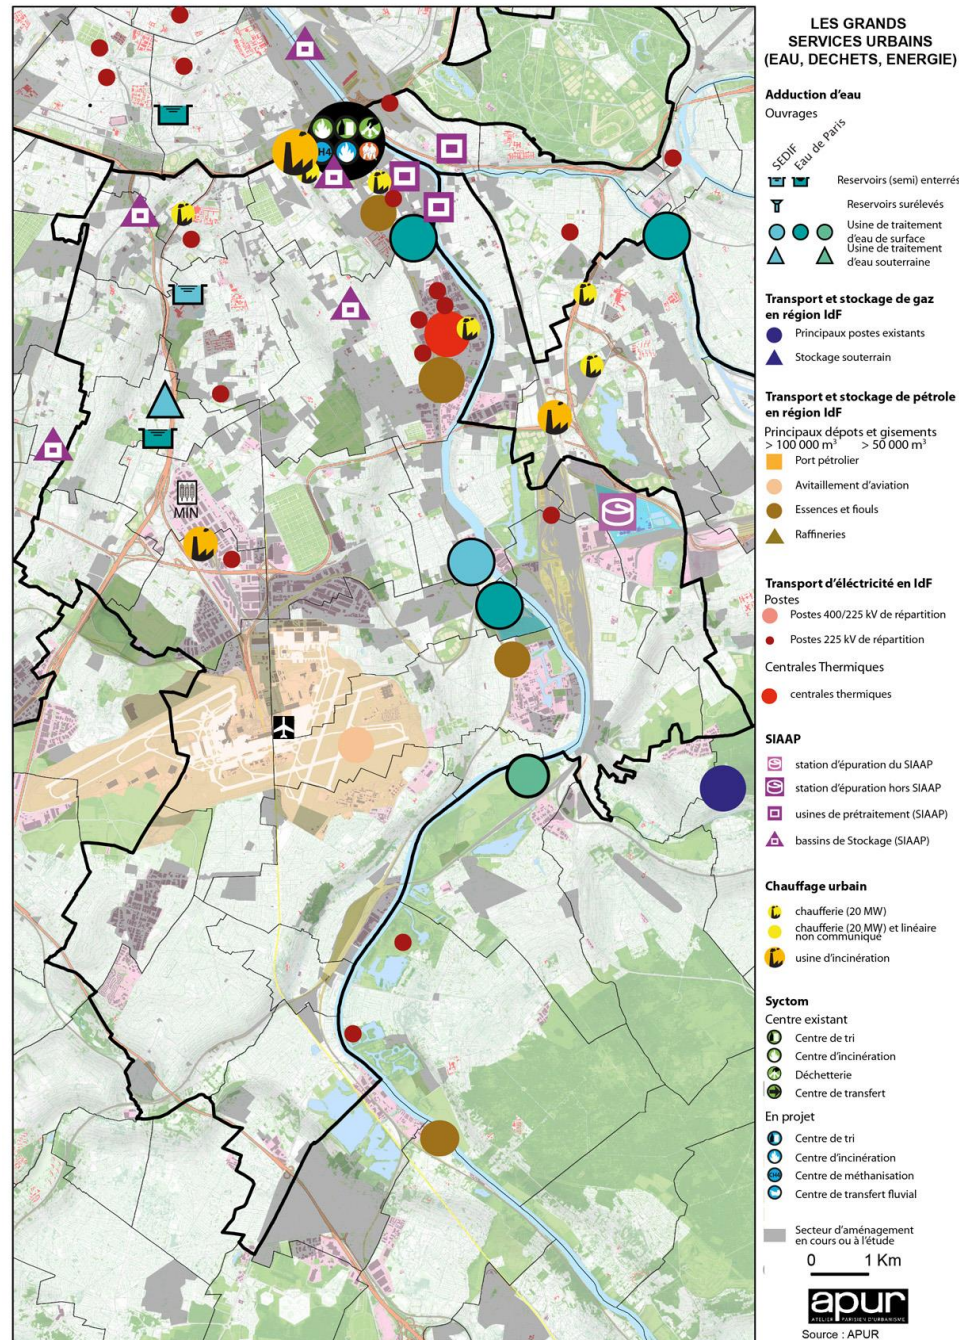 LES GRANDS
SERVICES URBAINS
(EAU, DECHETS, ENERGIE)
Adduction d'eau
Ouvrages
SEDIF
Eau de Paris
Reservoirs (semi) enterrés
Reservoirs surélevés
Usine de traitement
d'eau de surface
Usine de traitement
d'eau souterraine
Transport et stockage de gaz
en région IdF
Principaux postes existants
Stockage souterrain
Transport et stockage de pétrole
en région IdF
Principaux dépots et gisements
> 100 000 m³ > 50 000 m³
Port pétrolier
Avitaillement d'aviation
Essences et fiouls
Raffineries
Transport d'éléctricité en IdF
Postes
Postes 400/225 kV de répartition
Postes 225 kV de répartition
Centrales Thermiques
centrales thermiques
SIAAP
station d'épuration du SIAAP
station d'épuration hors SIAAP
usines de prétraitement (SIAAP)
bassins de Stockage (SIAAP)
Chauffage urbain
chaufferie (20 MW)
chaufferie (20 MW) et linéaire
non communiqué
usine d'incinération
Syctom
Centre existant
Centre de tri
Centre d'incinération
Déchetterie
Centre de transfert
En projet
Centre de tri
Centre d'incinération
Centre de méthanisation
Centre de transfert fluvial
Secteur d'aménagement
en cours ou à l'étude
0 1 Km
apur
ATELIER PARISIEN D'URBANISME
Source : APUR
MIN